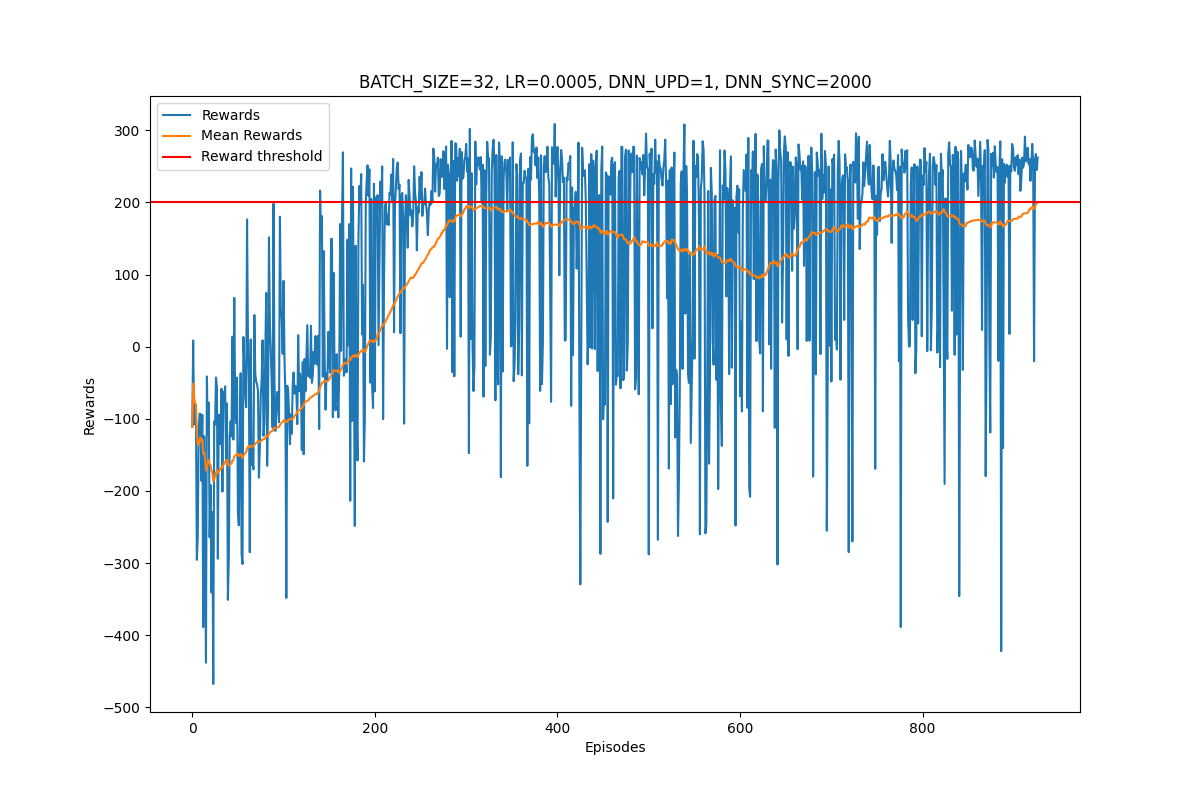 BATCH_SIZE=32, LR=0.0005, DNN_UPD=1, DNN_SYNC=2000
Rewards
Mean Rewards
Reward threshold
300
200
100
0
−100
−200
−300
−400
−500
Rewards
0
200
400
600
800
Episodes